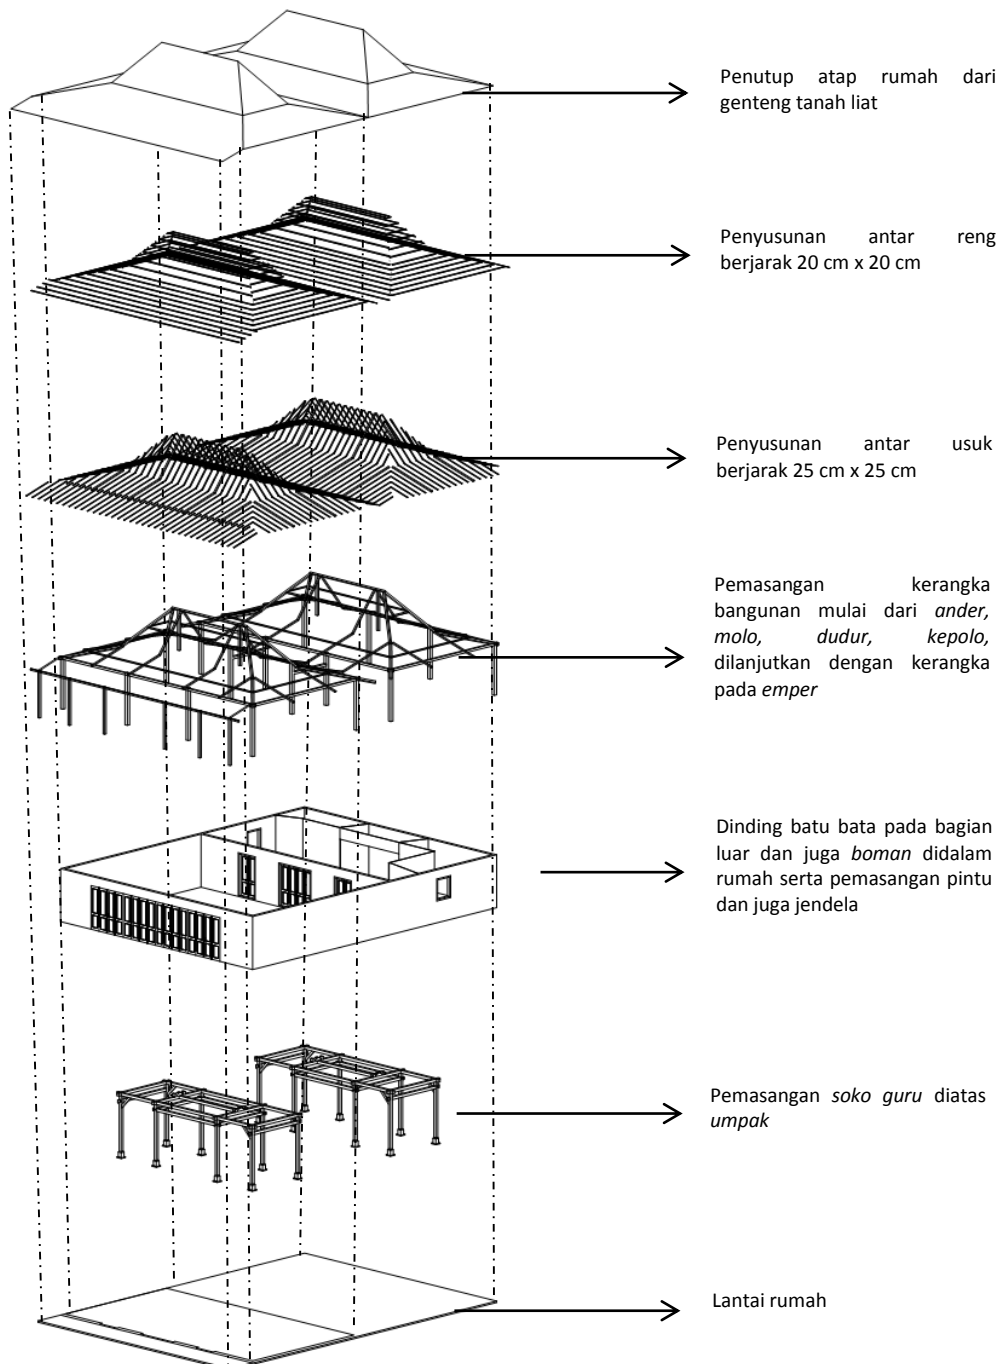 Penutup atap rumah dari
genteng tanah liat
Penyusunan antar reng
berjarak 20 cm x 20 cm
Penyusunan antar usuk
berjarak 25 cm x 25 cm
Pemasangan kerangka
bangunan mulai dari ander,
molo, dudur, kepolo,
dilanjutkan dengan kerangka
pada emper
Dinding batu bata pada bagian
luar dan juga boman didalam
rumah serta pemasangan pintu
dan juga jendela
Pemasangan soko guru diatas
umpak
Lantai rumah